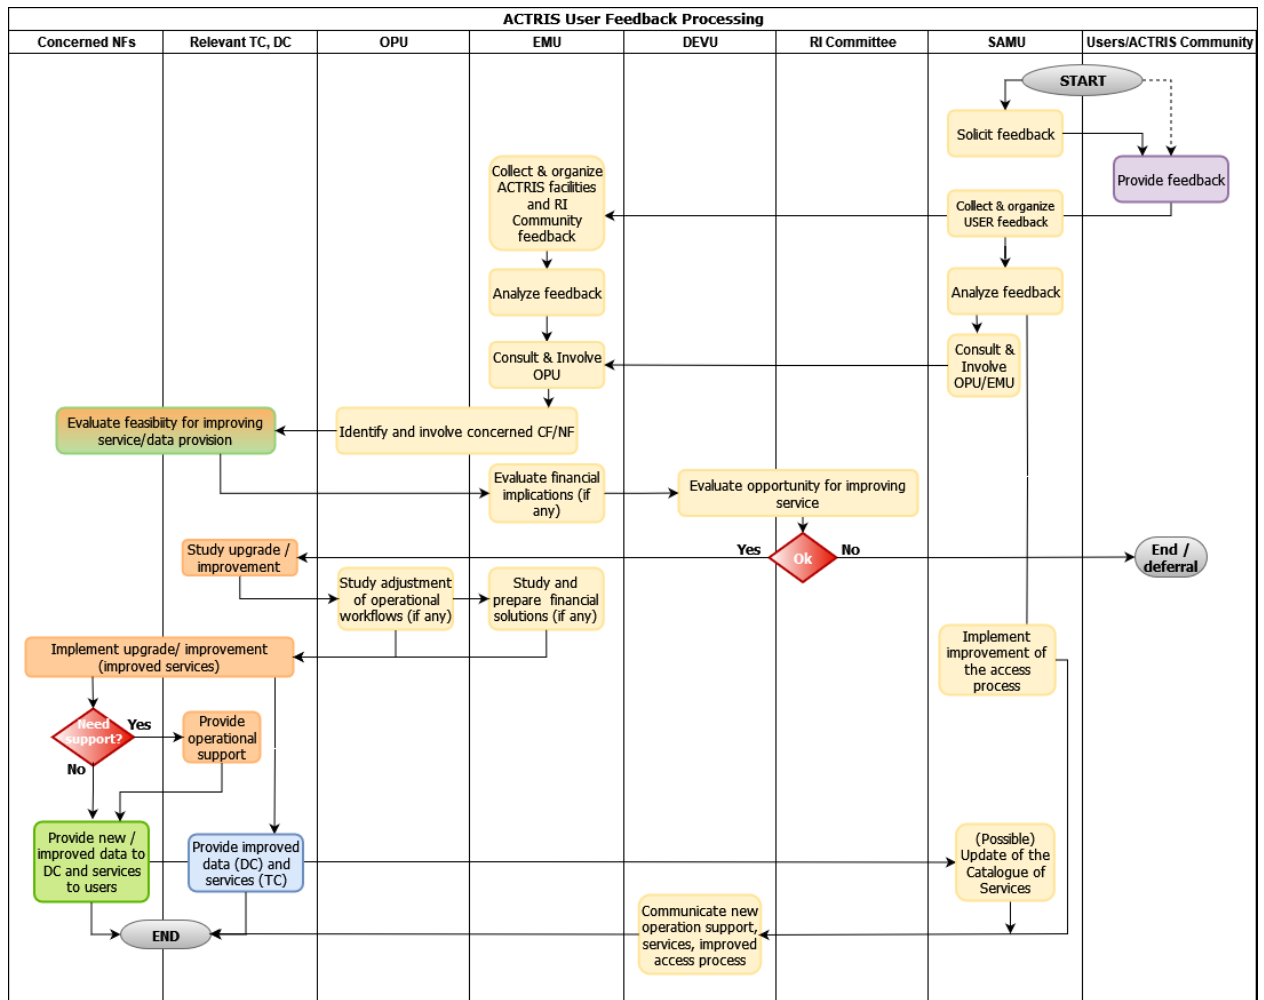 ACTRIS User Feedback Processing
Concerned NFs
Relevant TC, DC
OPU
EMU
DEVU
RI Committee
SAMU
Users/ACTRIS Community
START
Solicit feedback
Provide feedback
Collect & organize
ACTRIS facilities
and RI
Community
feedback
Collect & organize
USER feedback
Analyze feedback
Analyze feedback
Consult & Involve
OPU
Consult &
Involve
OPU/EMU
Evaluate feasibiity for improving
service/data provision
Identify and involve concerned CF/NF
Evaluate financial
implications (if
any)
Evaluate opportunity for improving
service
Yes
Ok
No
End /
deferral
Study upgrade /
improvement
Study adjustment
of operational
workflows (if any)
Study and
prepare financial
solutions (if any)
Implement upgrade/ improvement
(improved services)
Implement
improvement of
the access
process
Need
support?
Yes
No
Provide
operational
support
Provide new /
improved data to
DC and services
to users
Provide improved
data (DC) and
services (TC)
(Possible)
Update of the
Catalogue of
Services
Communicate new
operation support,
services, improved
access process
END